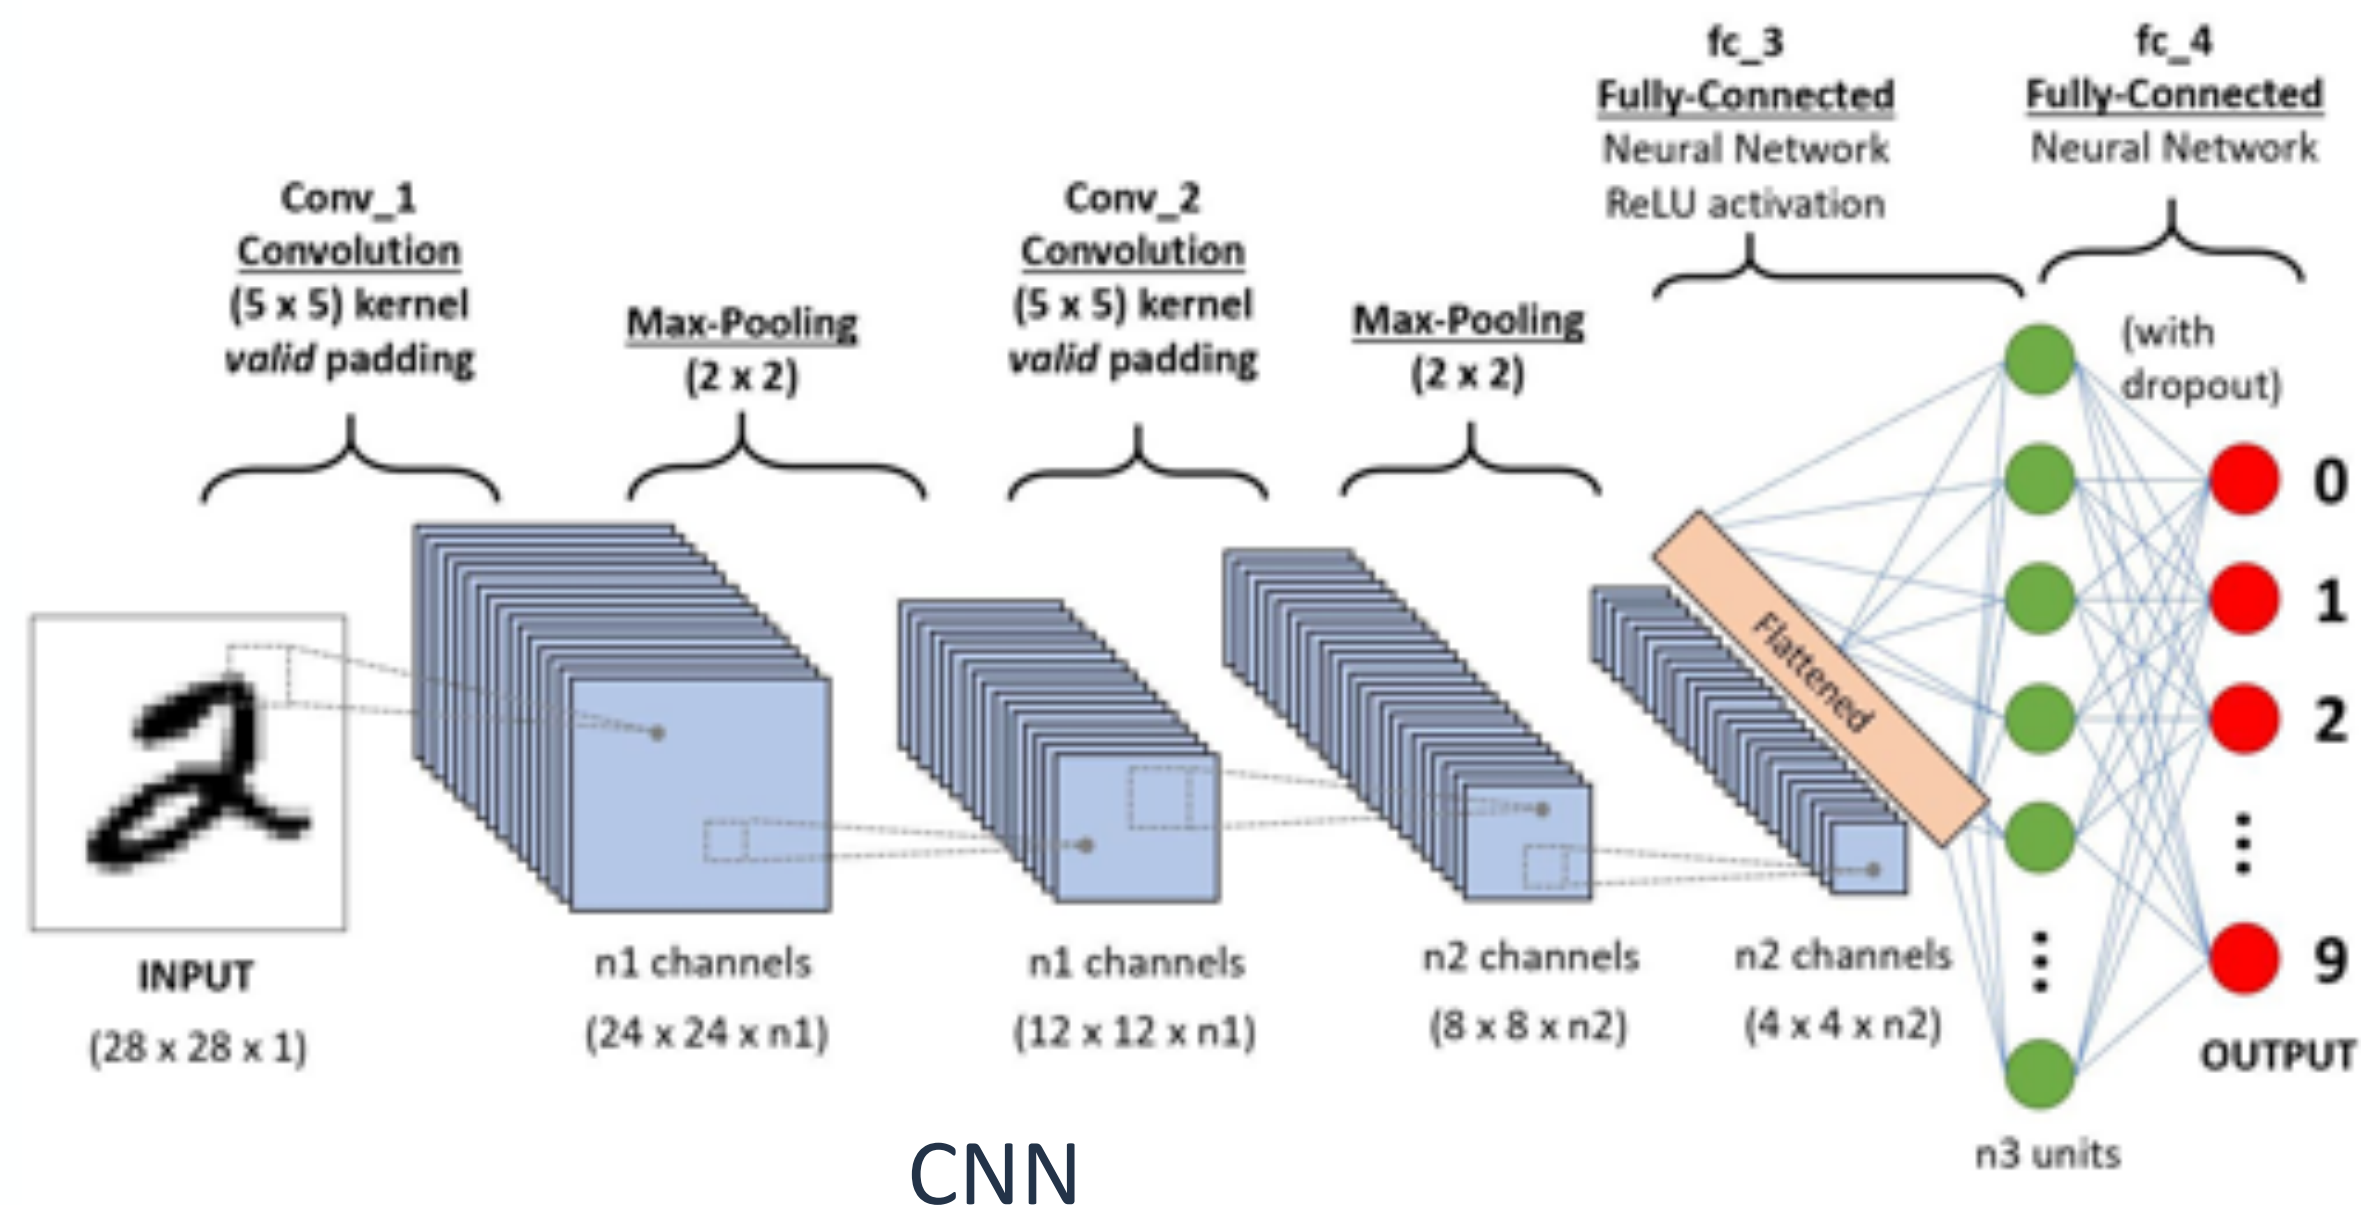 fc_3
Fully-Connected
Neural Network
ReLU activation
fc_4
Fully-Connected
Neural Network
Conv_1
Convolution
(5 x 5) kernel
valid padding
Max-Pooling
(2 x 2)
Conv_2
Convolution
(5 x 5) kernel
valid padding
Max-Pooling
(2 x 2)
(with
dropout)
0
1
2
9
2
Flattened
INPUT
(28 x 28 x 1)
n1 channels
(24 x 24 x n1)
n1 channels
(12 x 12 x n1)
n2 channels
(8 x 8 x n2)
n2 channels
(4 x 4 x n2)
OUTPUT
n3 units
CNN